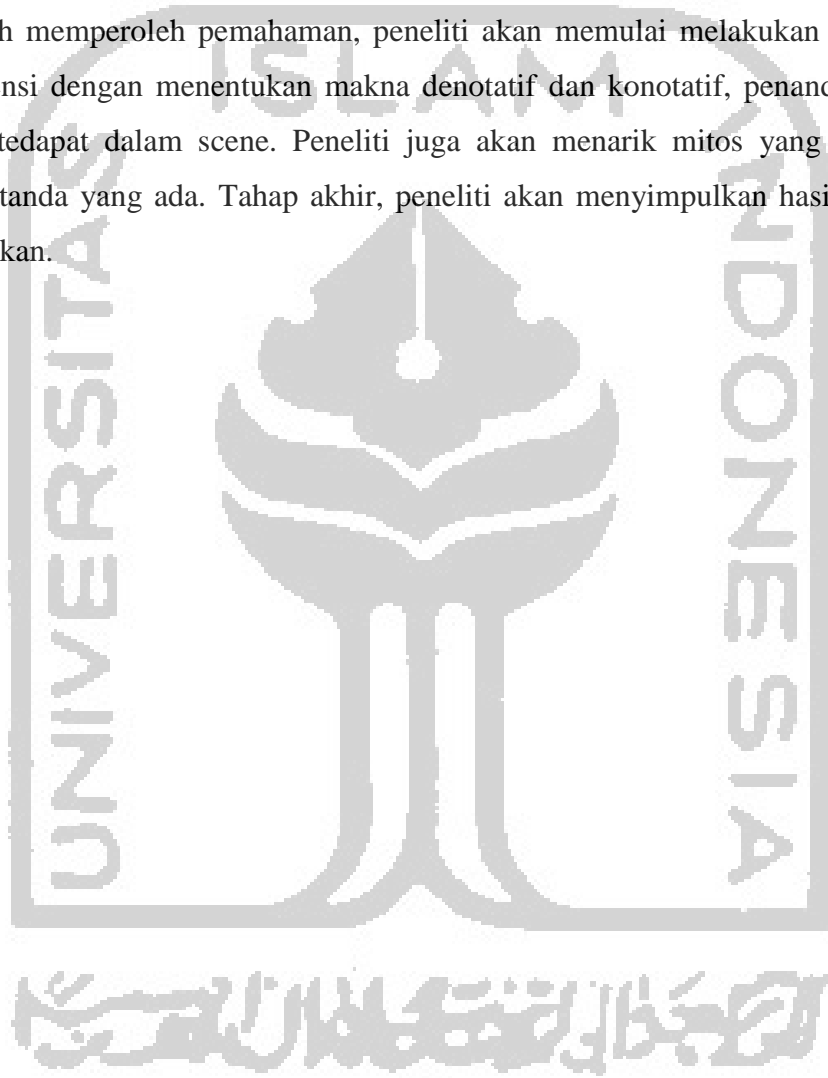 h memperoleh pemahaman, peneliti akan memulai melakukan
ensi dengan menentukan makna denotatif dan konotatif, penand
tedapat dalam scene. Peneliti juga akan menarik mitos yang
tanda yang ada. Tahap akhir, peneliti akan menyimpulkan hasi
kan.
ISLAM
UNIVERSITAS
INDONESIA